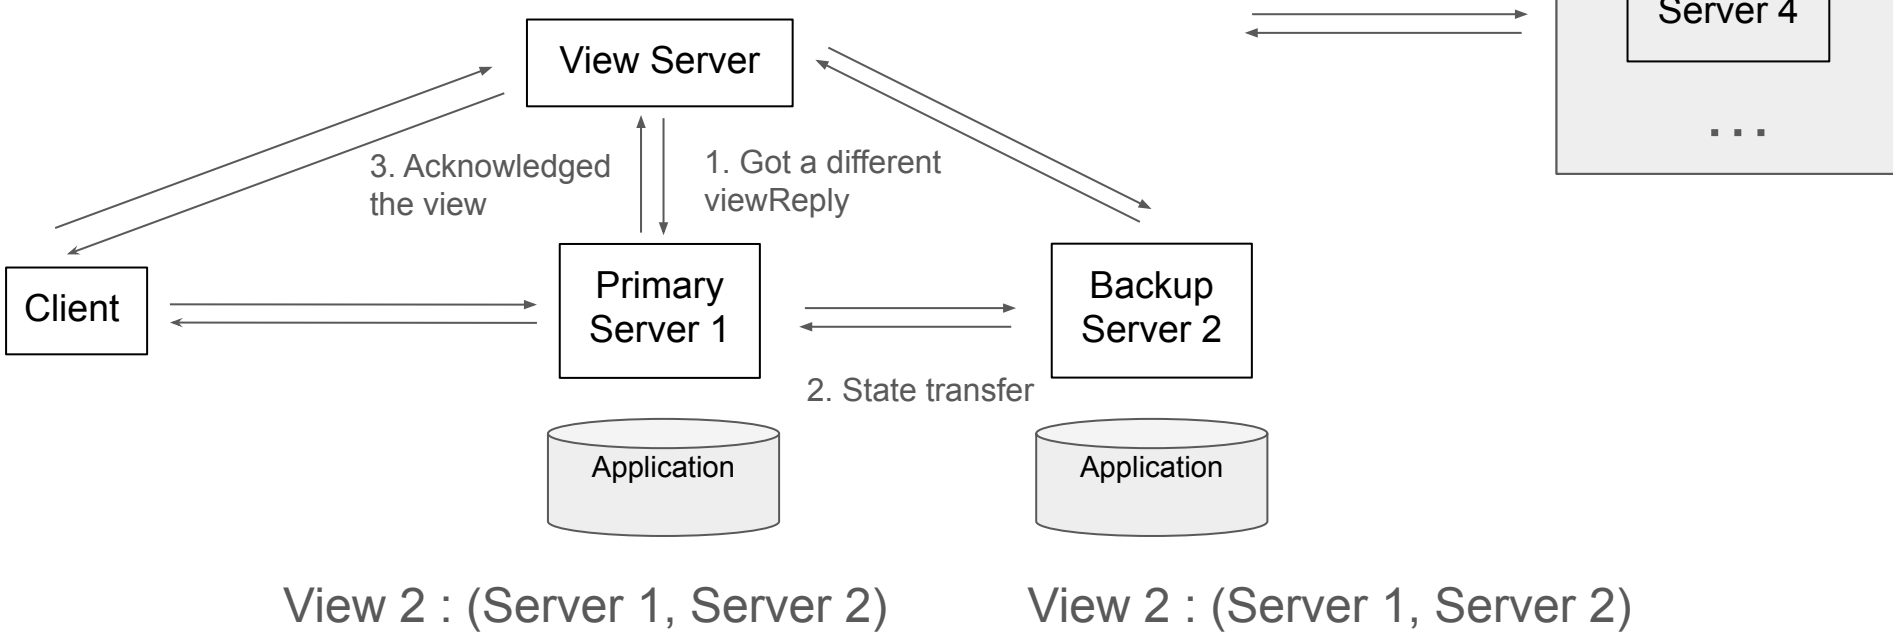 Server 4
View Server
...
3. Acknowledged
the view
1. Got a different
viewReply
Client
Primary
Server 1
Backup
Server 2
2. State transfer
Application
Application
View 2 : (Server 1, Server 2)
View 2 : (Server 1, Server 2)